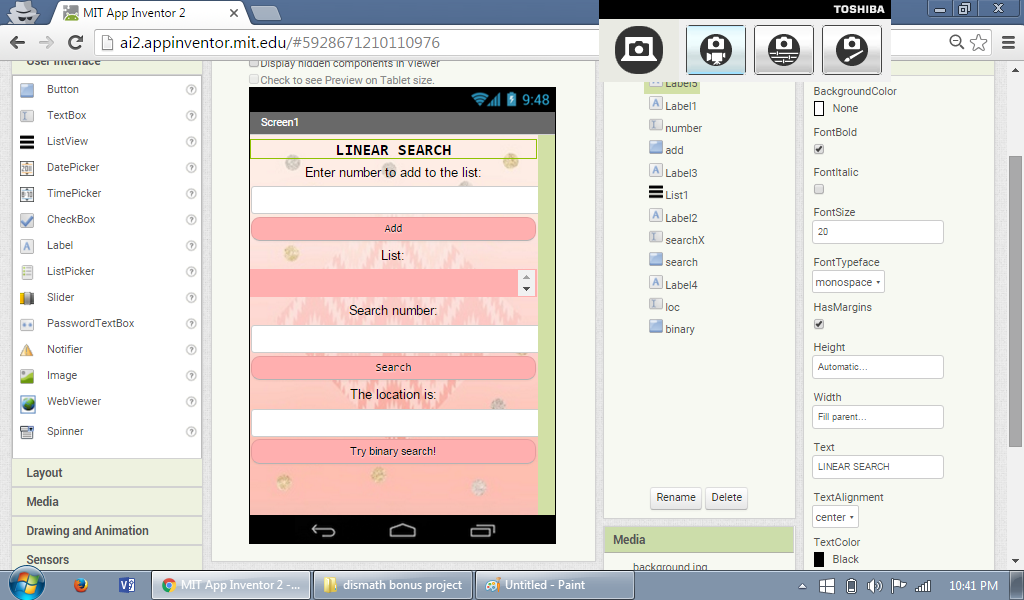 MIT App Inventor 2
TOSHIBA
ai2.appinventor.mit.edu/#5928671210110976
User Interface
Button
TextBox
ListView
DatePicker
TimePicker
CheckBox
Label
ListPicker
Slider
PasswordTextBox
Notifier
Image
WebViewer
Spinner
Layout
Media
Drawing and Animation
Sensors
Display hidden components in Viewer
Check to see Preview on Tablet size.
9:48
Screen1
LINEAR SEARCH
Enter number to add to the list:
Add
List:
Search number:
Search
The location is:
Try binary search!
Label5
Label1
number
add
Label3
List1
Label2
searchX
search
Label4
loc
binary
Rename
Delete
Media
background.jpg
BackgroundColor
None
FontBold
FontItalic
FontSize
20
FontTypeface
monospace
HasMargins
Height
Automatic...
Width
Fill parent...
Text
LINEAR SEARCH
TextAlignment
center
TextColor
Black
MIT App Inventor 2 -...
dismath bonus project
Untitled - Paint
10:41 PM